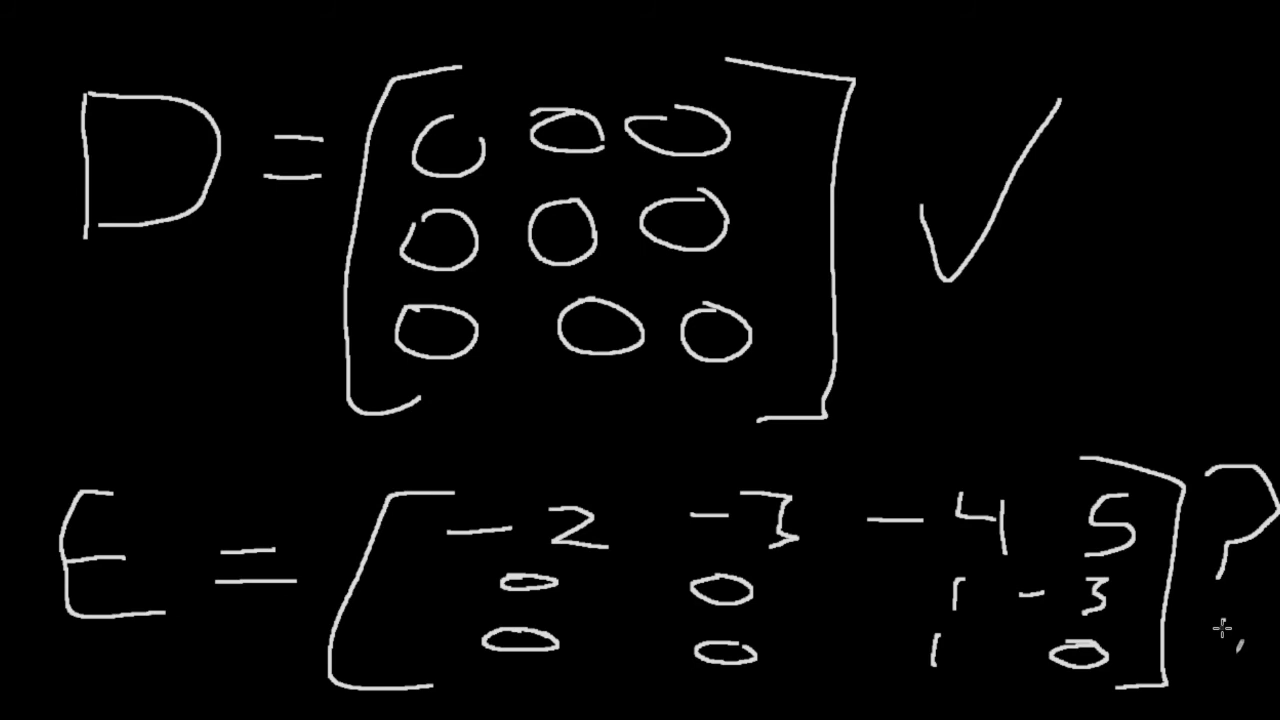 D = [ 0 0 0
0 0 0 ✓
0 0 0 ]
E = [ -2 -3 -4 5
0 0 1 -3 ] ?
0 0 1 0